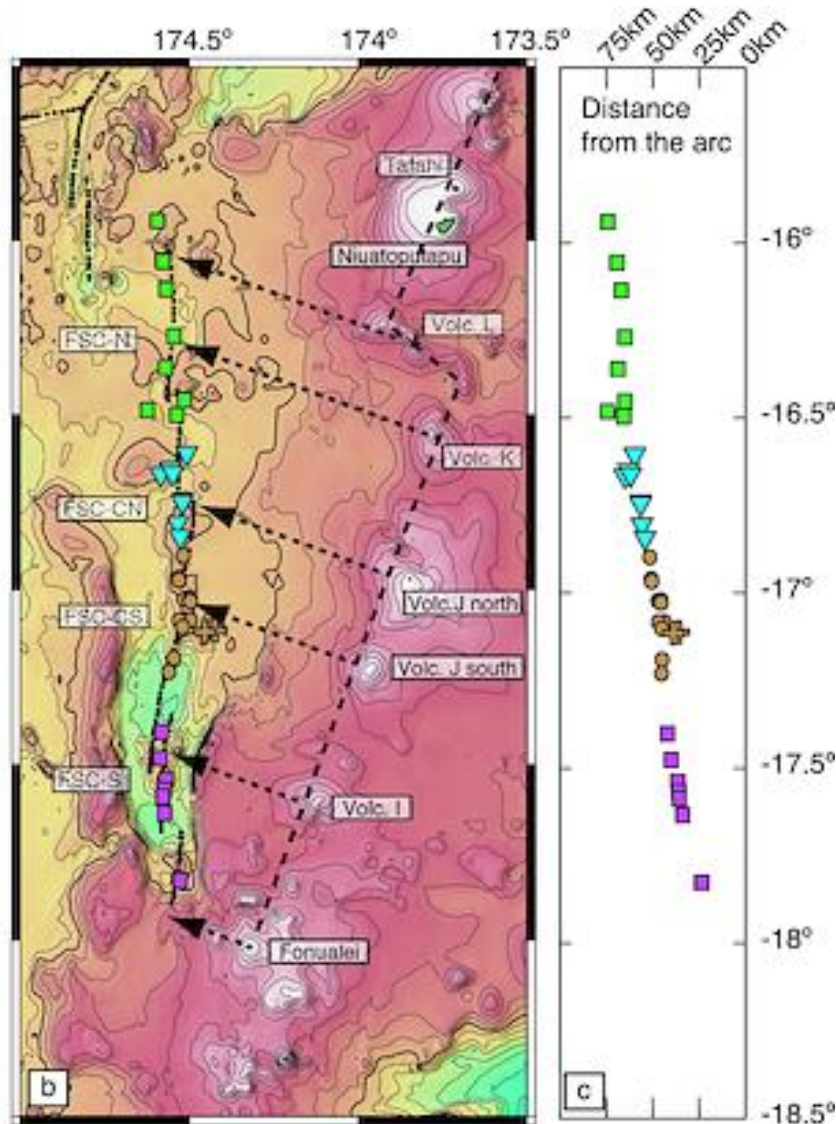 174.5° 174° 173.5°
75km 50km 25km 0km
Distance
from the arc
Tafahi
Niuatoputapu
Volc. L
FSC-N
Volc. K
FSC-CN
Volc.J north
FSC-CS
Volc. J south
FSC-S
Volc. I
Fonualei
-16°
-16.5°
-17°
-17.5°
-18°
-18.5°
b
c